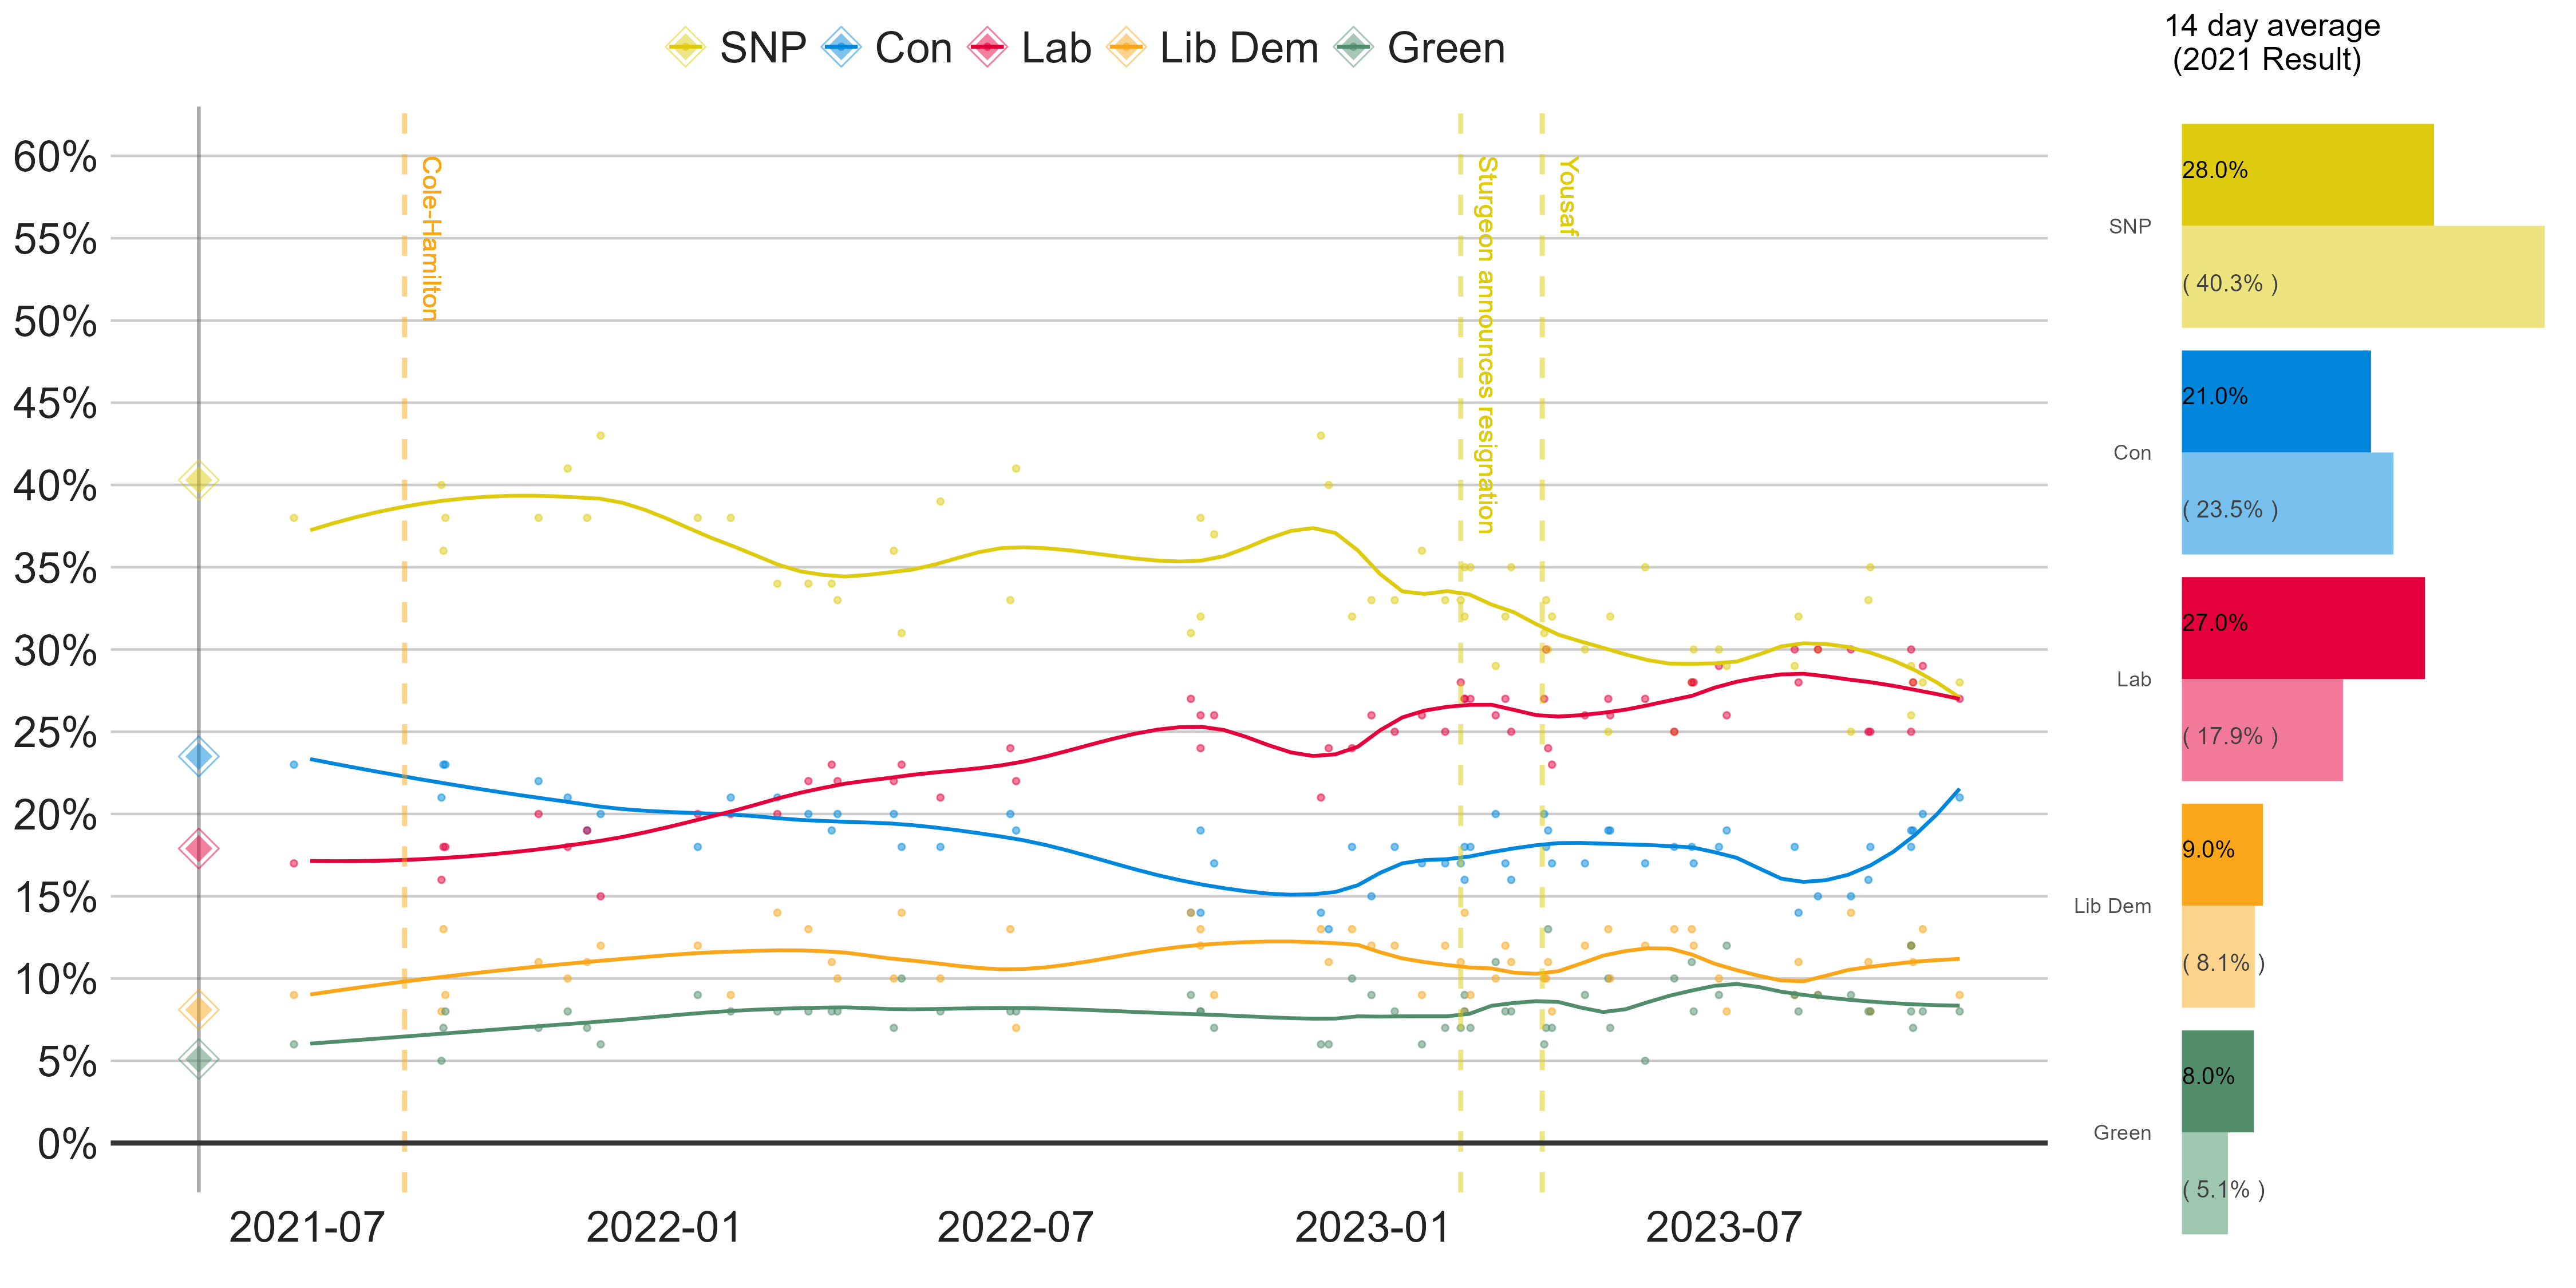 SNP Con Lab Lib Dem Green
14 day average
(2021 Result)
60%
55%
50%
45%
40%
35%
30%
25%
20%
15%
10%
5%
0%
Cole-Hamilton
Sturgeon announces resignation
Yousaf
2021-07 2022-01 2022-07 2023-01 2023-07
SNP
28.0%
( 40.3% )
Con
21.0%
( 23.5% )
Lab
27.0%
( 17.9% )
Lib Dem
9.0%
( 8.1% )
Green
8.0%
( 5.1% )